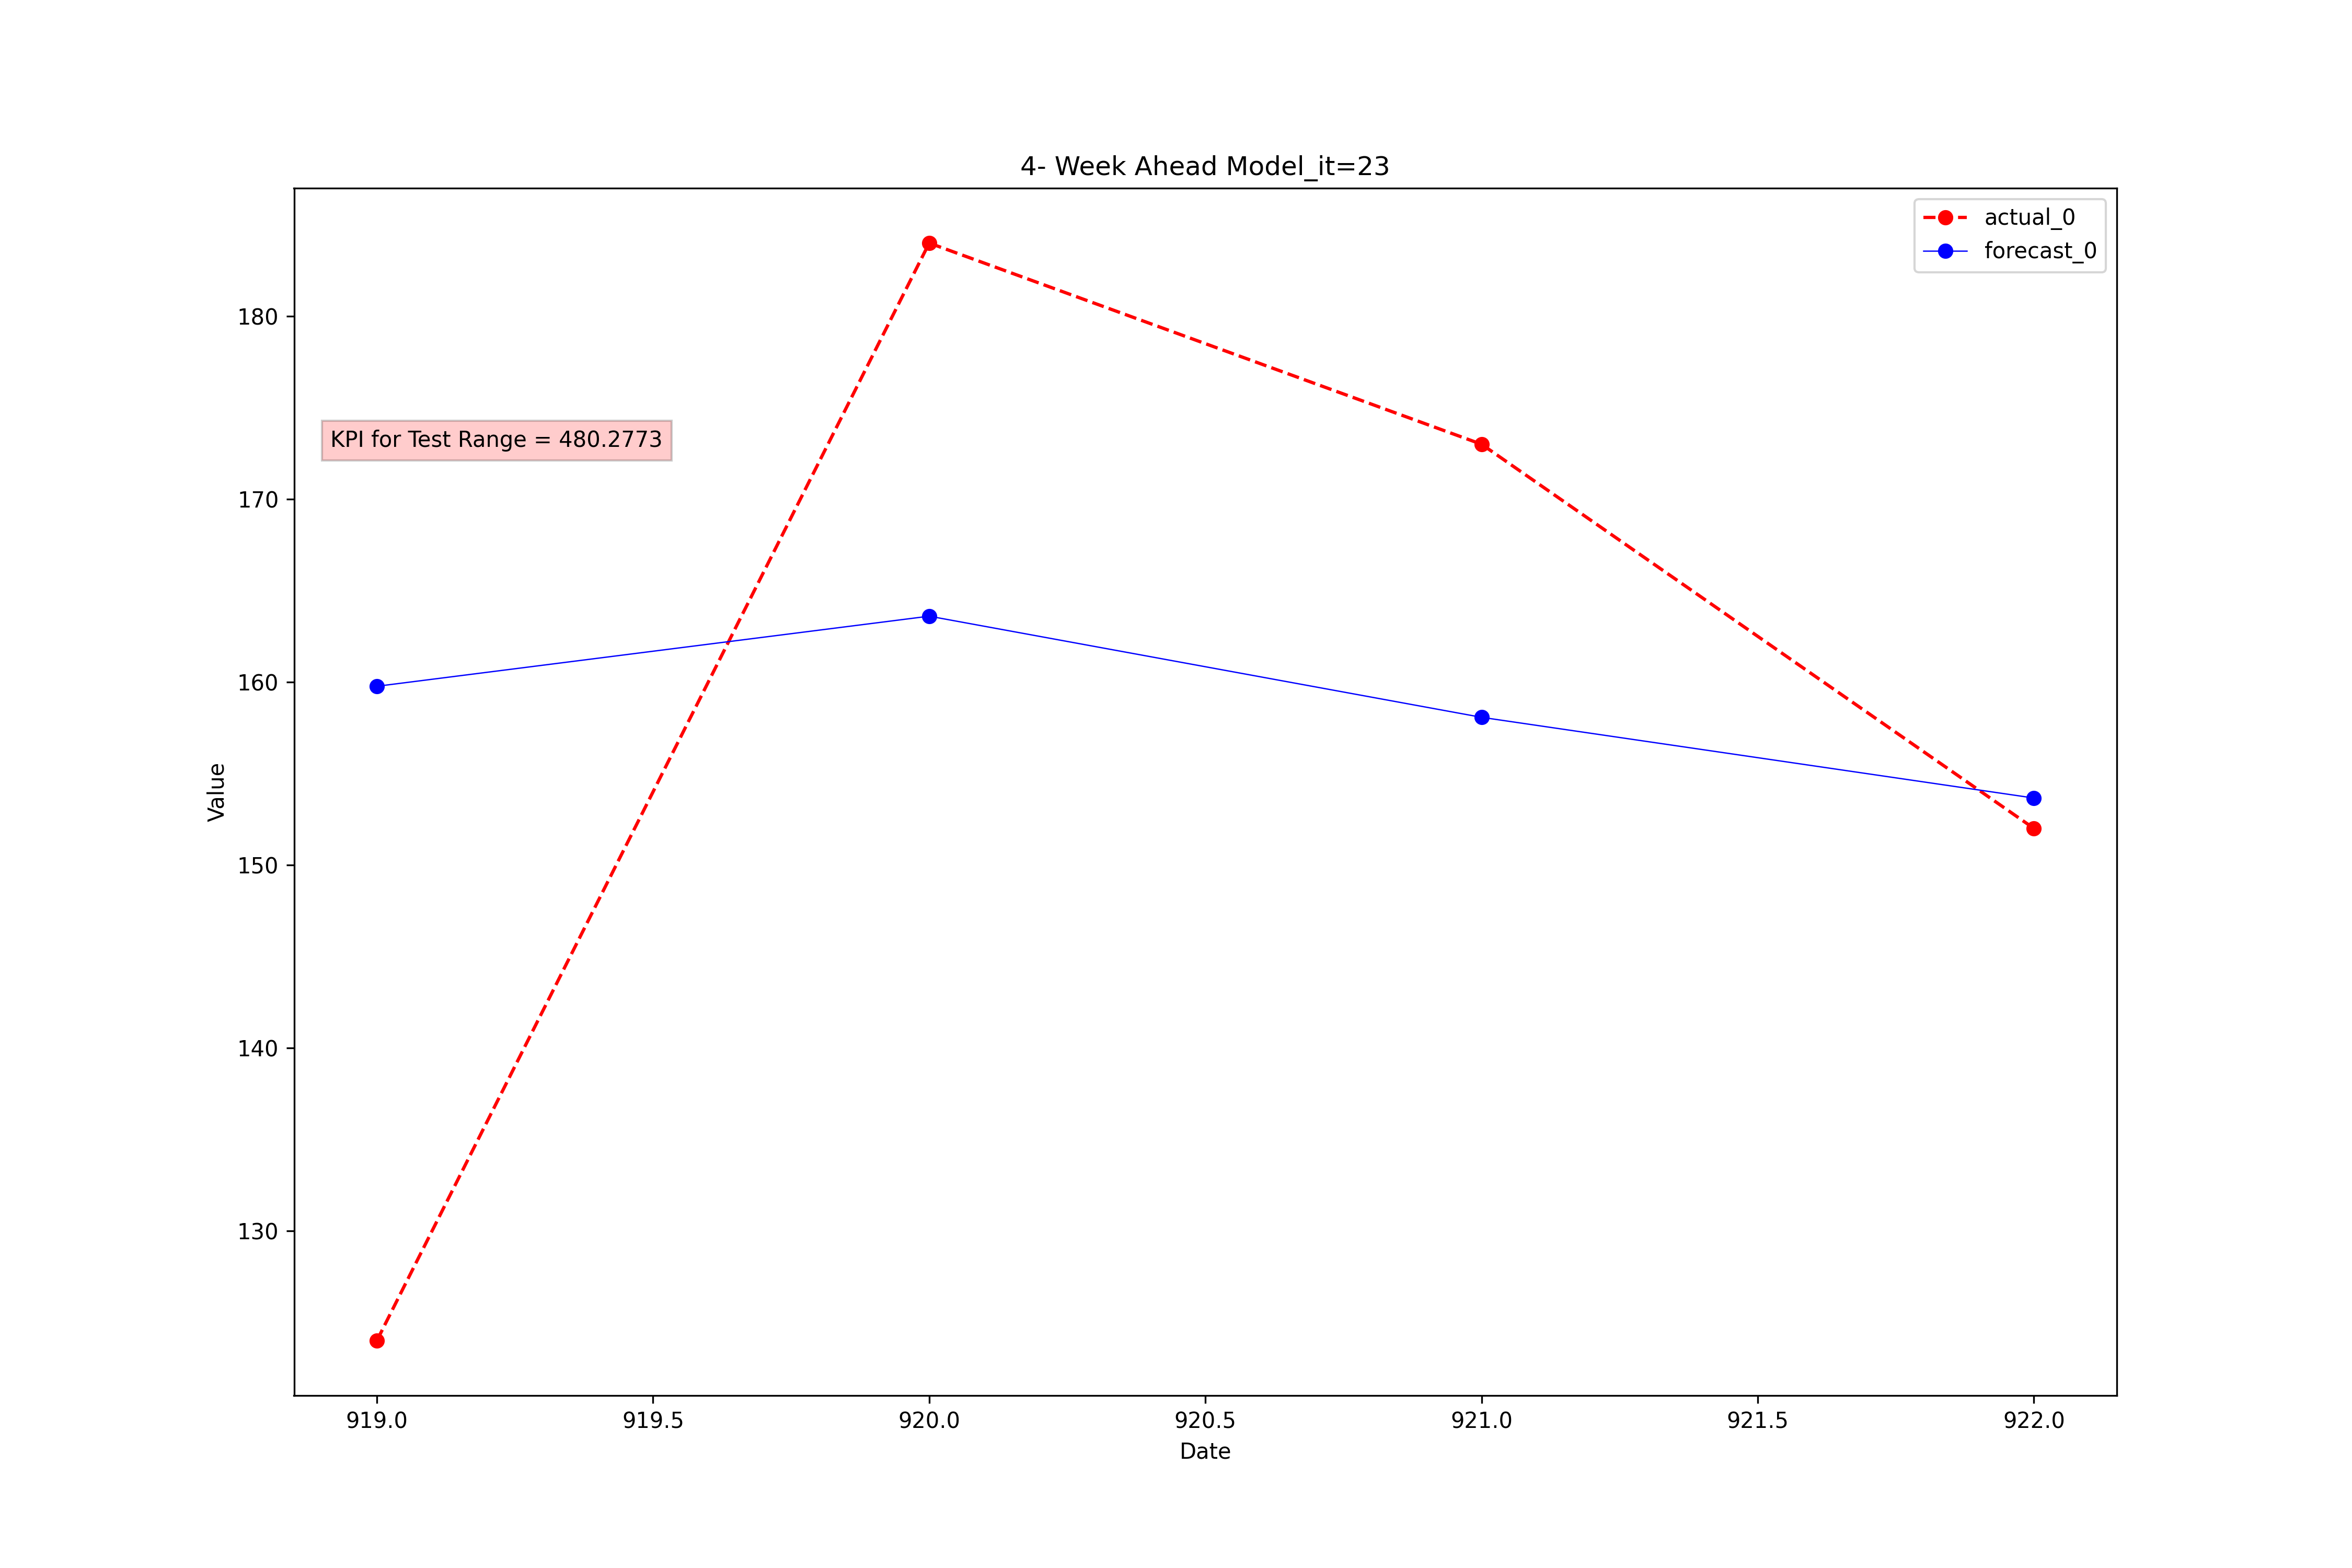 4- Week Ahead Model_it=23
actual_0
forecast_0
KPI for Test Range = 480.2773
Value
180
170
160
150
140
130
919.0 919.5 920.0 920.5 921.0 921.5 922.0
Date